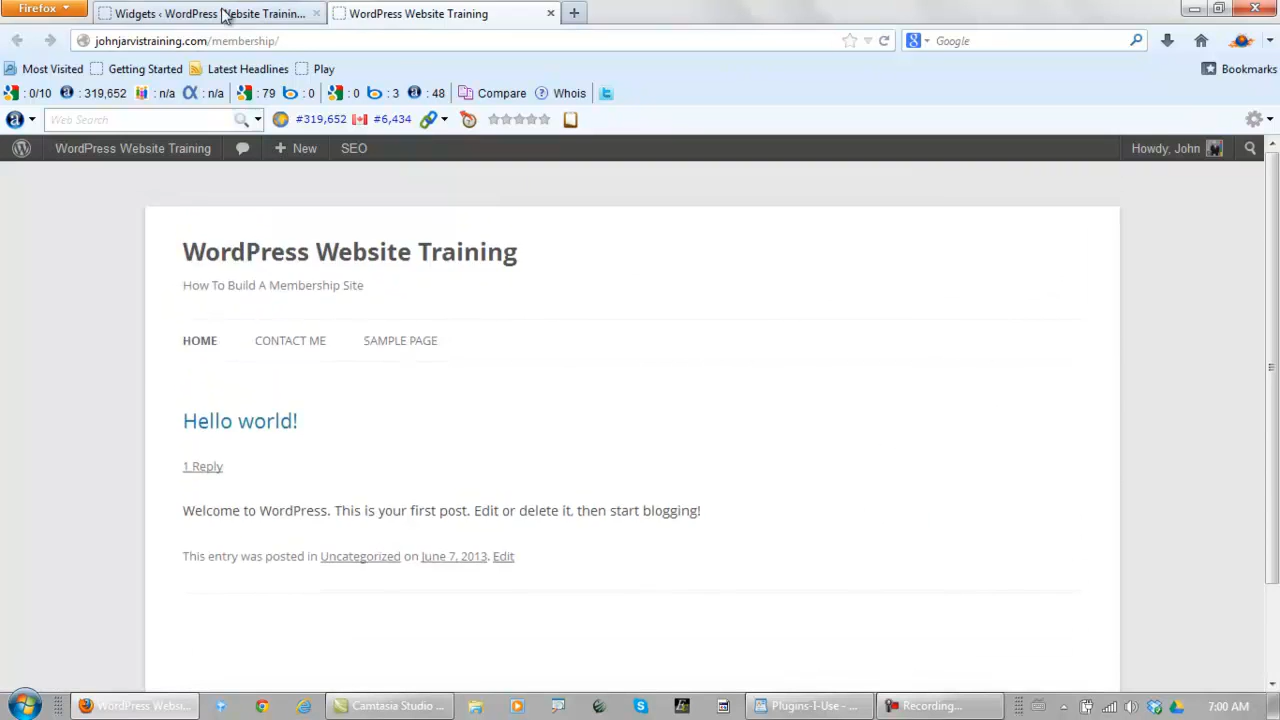 Firefox
Widgets ‹ WordPress Website Trainin...
WordPress Website Training
johnjarvistraining.com/membership/
Google
Most Visited
Getting Started
Latest Headlines
Play
Bookmarks
: 0/10
: 319,652
: n/a
: n/a
: 79
: 0
: 0
: 3
: 48
Compare
Whois
Web Search
#319,652
#6,434
WordPress Website Training
New
SEO
Howdy, John
WordPress Website Training
How To Build A Membership Site
HOME
CONTACT ME
SAMPLE PAGE
Hello world!
1 Reply
Welcome to WordPress. This is your first post. Edit or delete it, then start blogging!
This entry was posted in Uncategorized on June 7, 2013. Edit
WordPress Websi...
Camtasia Studio ...
Plugins-I-Use - ...
Recording...
7:00 AM